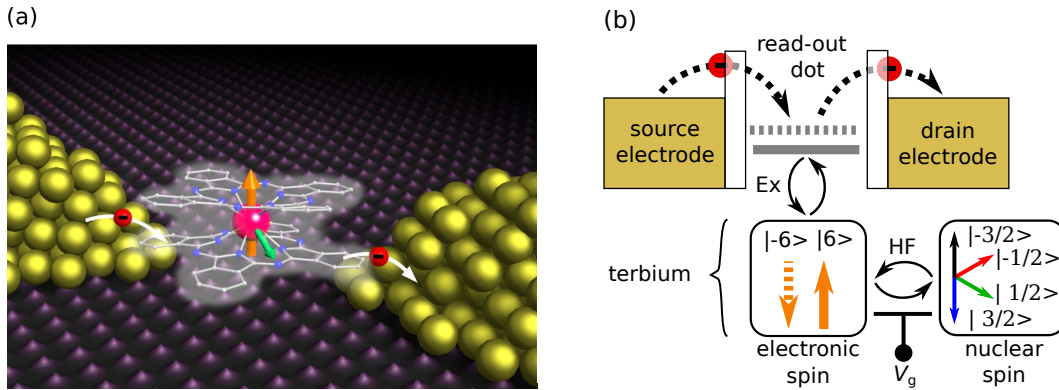 (a)
(b)
read-out
dot
source
electrode
drain
electrode
Ex
|-6> |6>
HF
|-3/2>
|-1/2>
| 1/2>
| 3/2>
terbium
electronic
spin
Vg
nuclear
spin